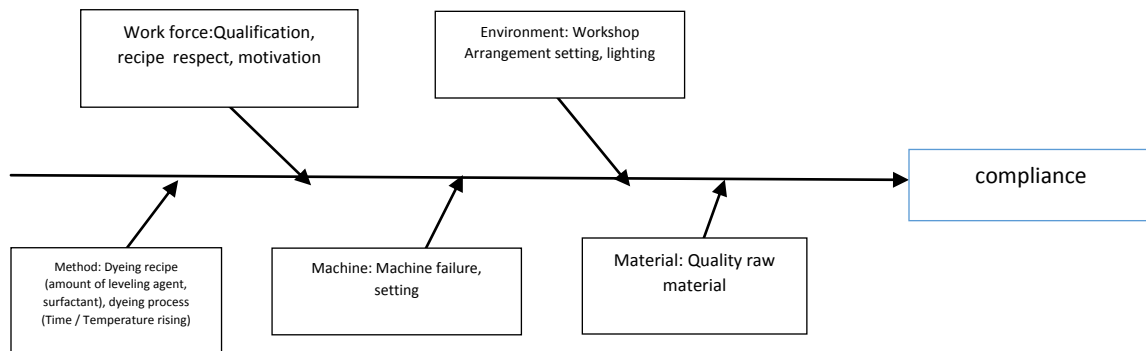 Work force:Qualification,
recipe respect, motivation
Environment: Workshop
Arrangement setting, lighting
compliance
Method: Dyeing recipe
(amount of leveling agent,
surfactant), dyeing process
(Time / Temperature rising)
Machine: Machine failure,
setting
Material: Quality raw
material